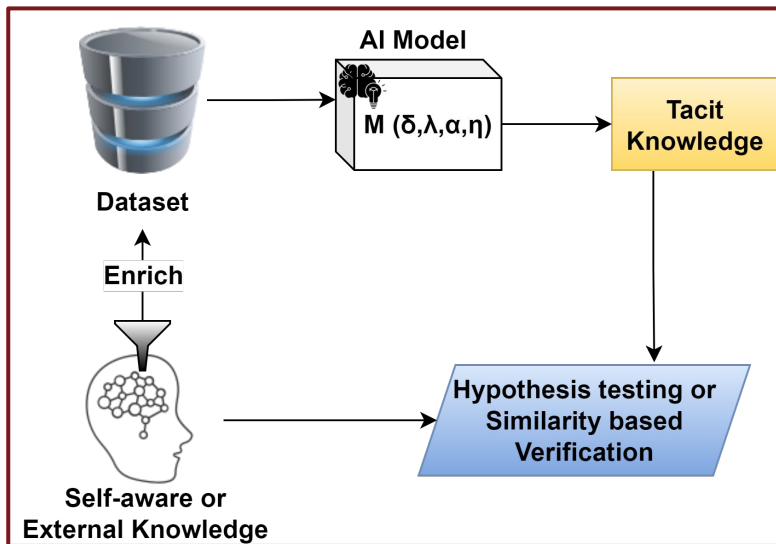 AI Model
M (δ,λ,α,η)
Tacit
Knowledge
Dataset
Enrich
Hypothesis testing or
Similarity based
Verification
Self-aware or
External Knowledge